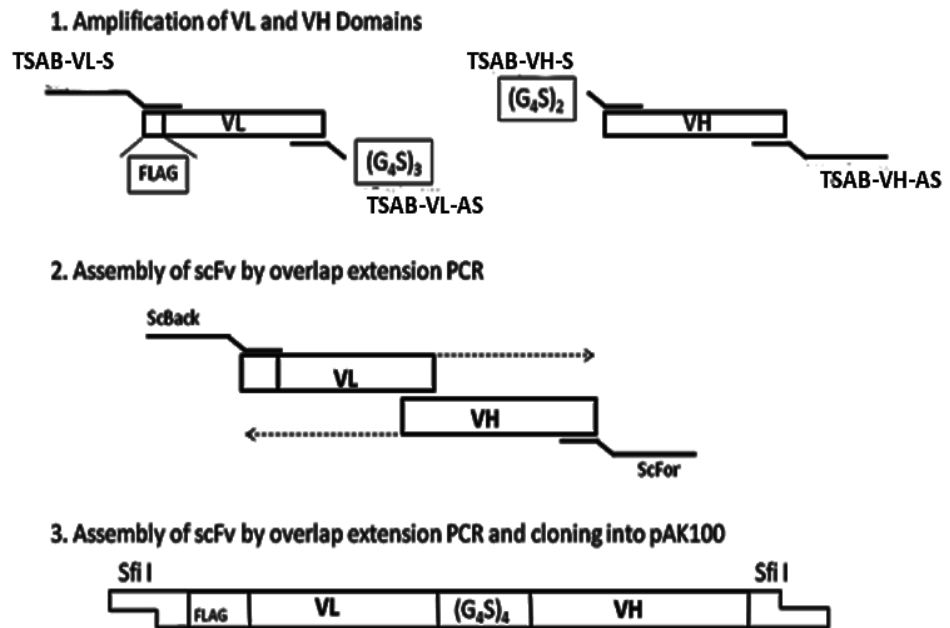 1. Amplification of VL and VH Domains
TSAB-VL-S
TSAB-VH-S
(G₄S)₂
VL
VH
FLAG
(G₄S)₃
TSAB-VL-AS
TSAB-VH-AS
2. Assembly of scFv by overlap extension PCR
ScBack
VL
VH
ScFor
3. Assembly of scFv by overlap extension PCR and cloning into pAK100
Sfi I
Sfi I
FLAG
VL
(G₄S)₄
VH